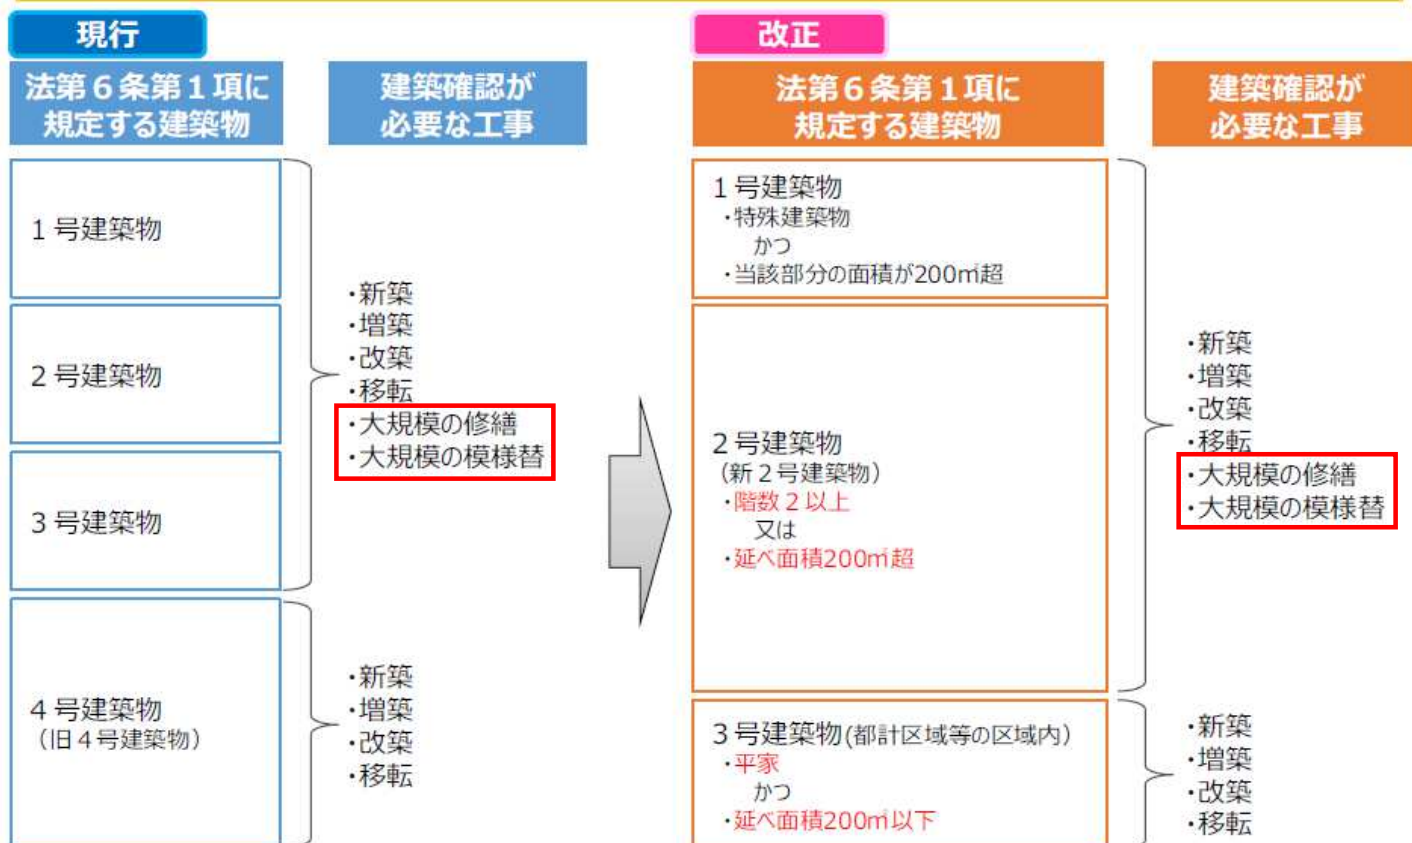 現行
法第６条第１項に
規定する建築物
建築確認が
必要な工事
１号建築物
２号建築物
３号建築物
・新築
・増築
・改築
・移転
・大規模の修繕
・大規模の模様替
４号建築物
（旧４号建築物）
・新築
・増築
・改築
・移転
改正
法第６条第１項に
規定する建築物
建築確認が
必要な工事
１号建築物
・特殊建築物
かつ
・当該部分の面積が200㎡超
２号建築物
（新２号建築物）
・階数２以上
又は
・延べ面積200㎡超
・新築
・増築
・改築
・移転
・大規模の修繕
・大規模の模様替
３号建築物(都計区域等の区域内）
・平家
かつ
・延べ面積200㎡以下
・新築
・増築
・改築
・移転